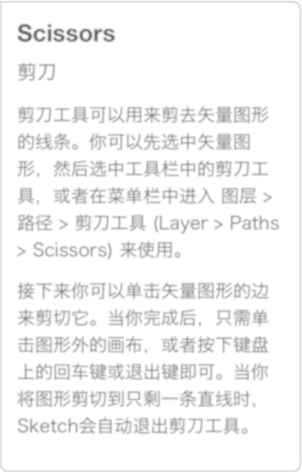 Scissors
剪刀
剪刀工具可以用来剪去矢量图形
的线条。你可以先选中矢量图
形，然后选中工具栏中的剪刀工
具，或者在菜单栏中进入 图层 >
路径 > 剪刀工具 (Layer > Paths
> Scissors) 来使用。
接下来你可以单击矢量图形的边
来剪切它。当你完成后，只需单
击图形外的画布，或者按下键盘
上的回车键或退出键即可。当你
将图形剪切到只剩一条直线时，
Sketch会自动退出剪刀工具。